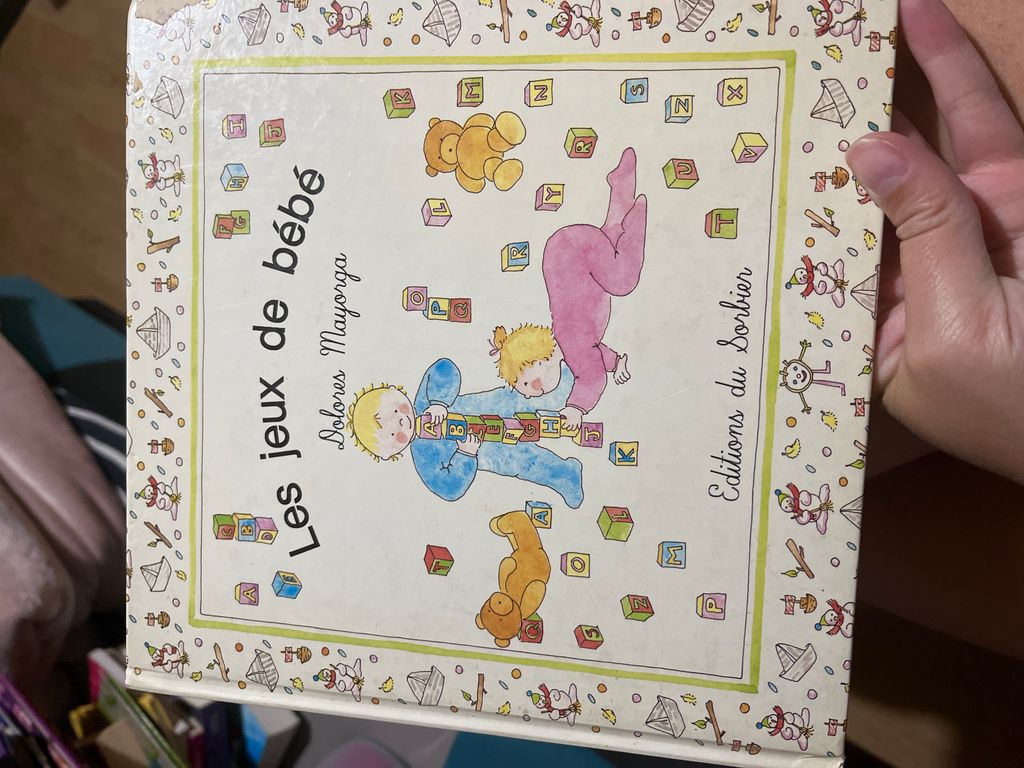 A E C B D F G H I J
Les jeux de bébé
Dolores Mayorga
O P Q
L K
M
T
A B E F G H J
R Y N
Q A
R
S O K S
L
Z M U Z
P T V X
Editions du Sorbier